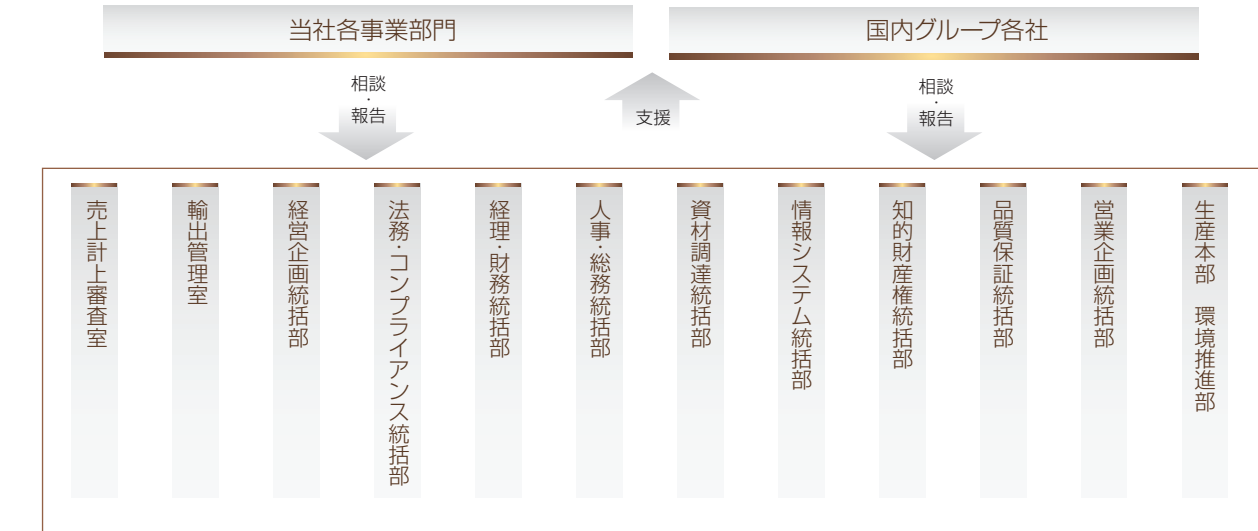 当社各事業部門
国内グループ各社
相談
・
報告
支援
相談
・
報告
売上計上審査室
輸出管理室
経営企画統括部
法務・コンプライアンス統括部
経理・財務統括部
人事・総務統括部
資材調達統括部
情報システム統括部
知的財産権統括部
品質保証統括部
営業企画統括部
生産本部　環境推進部